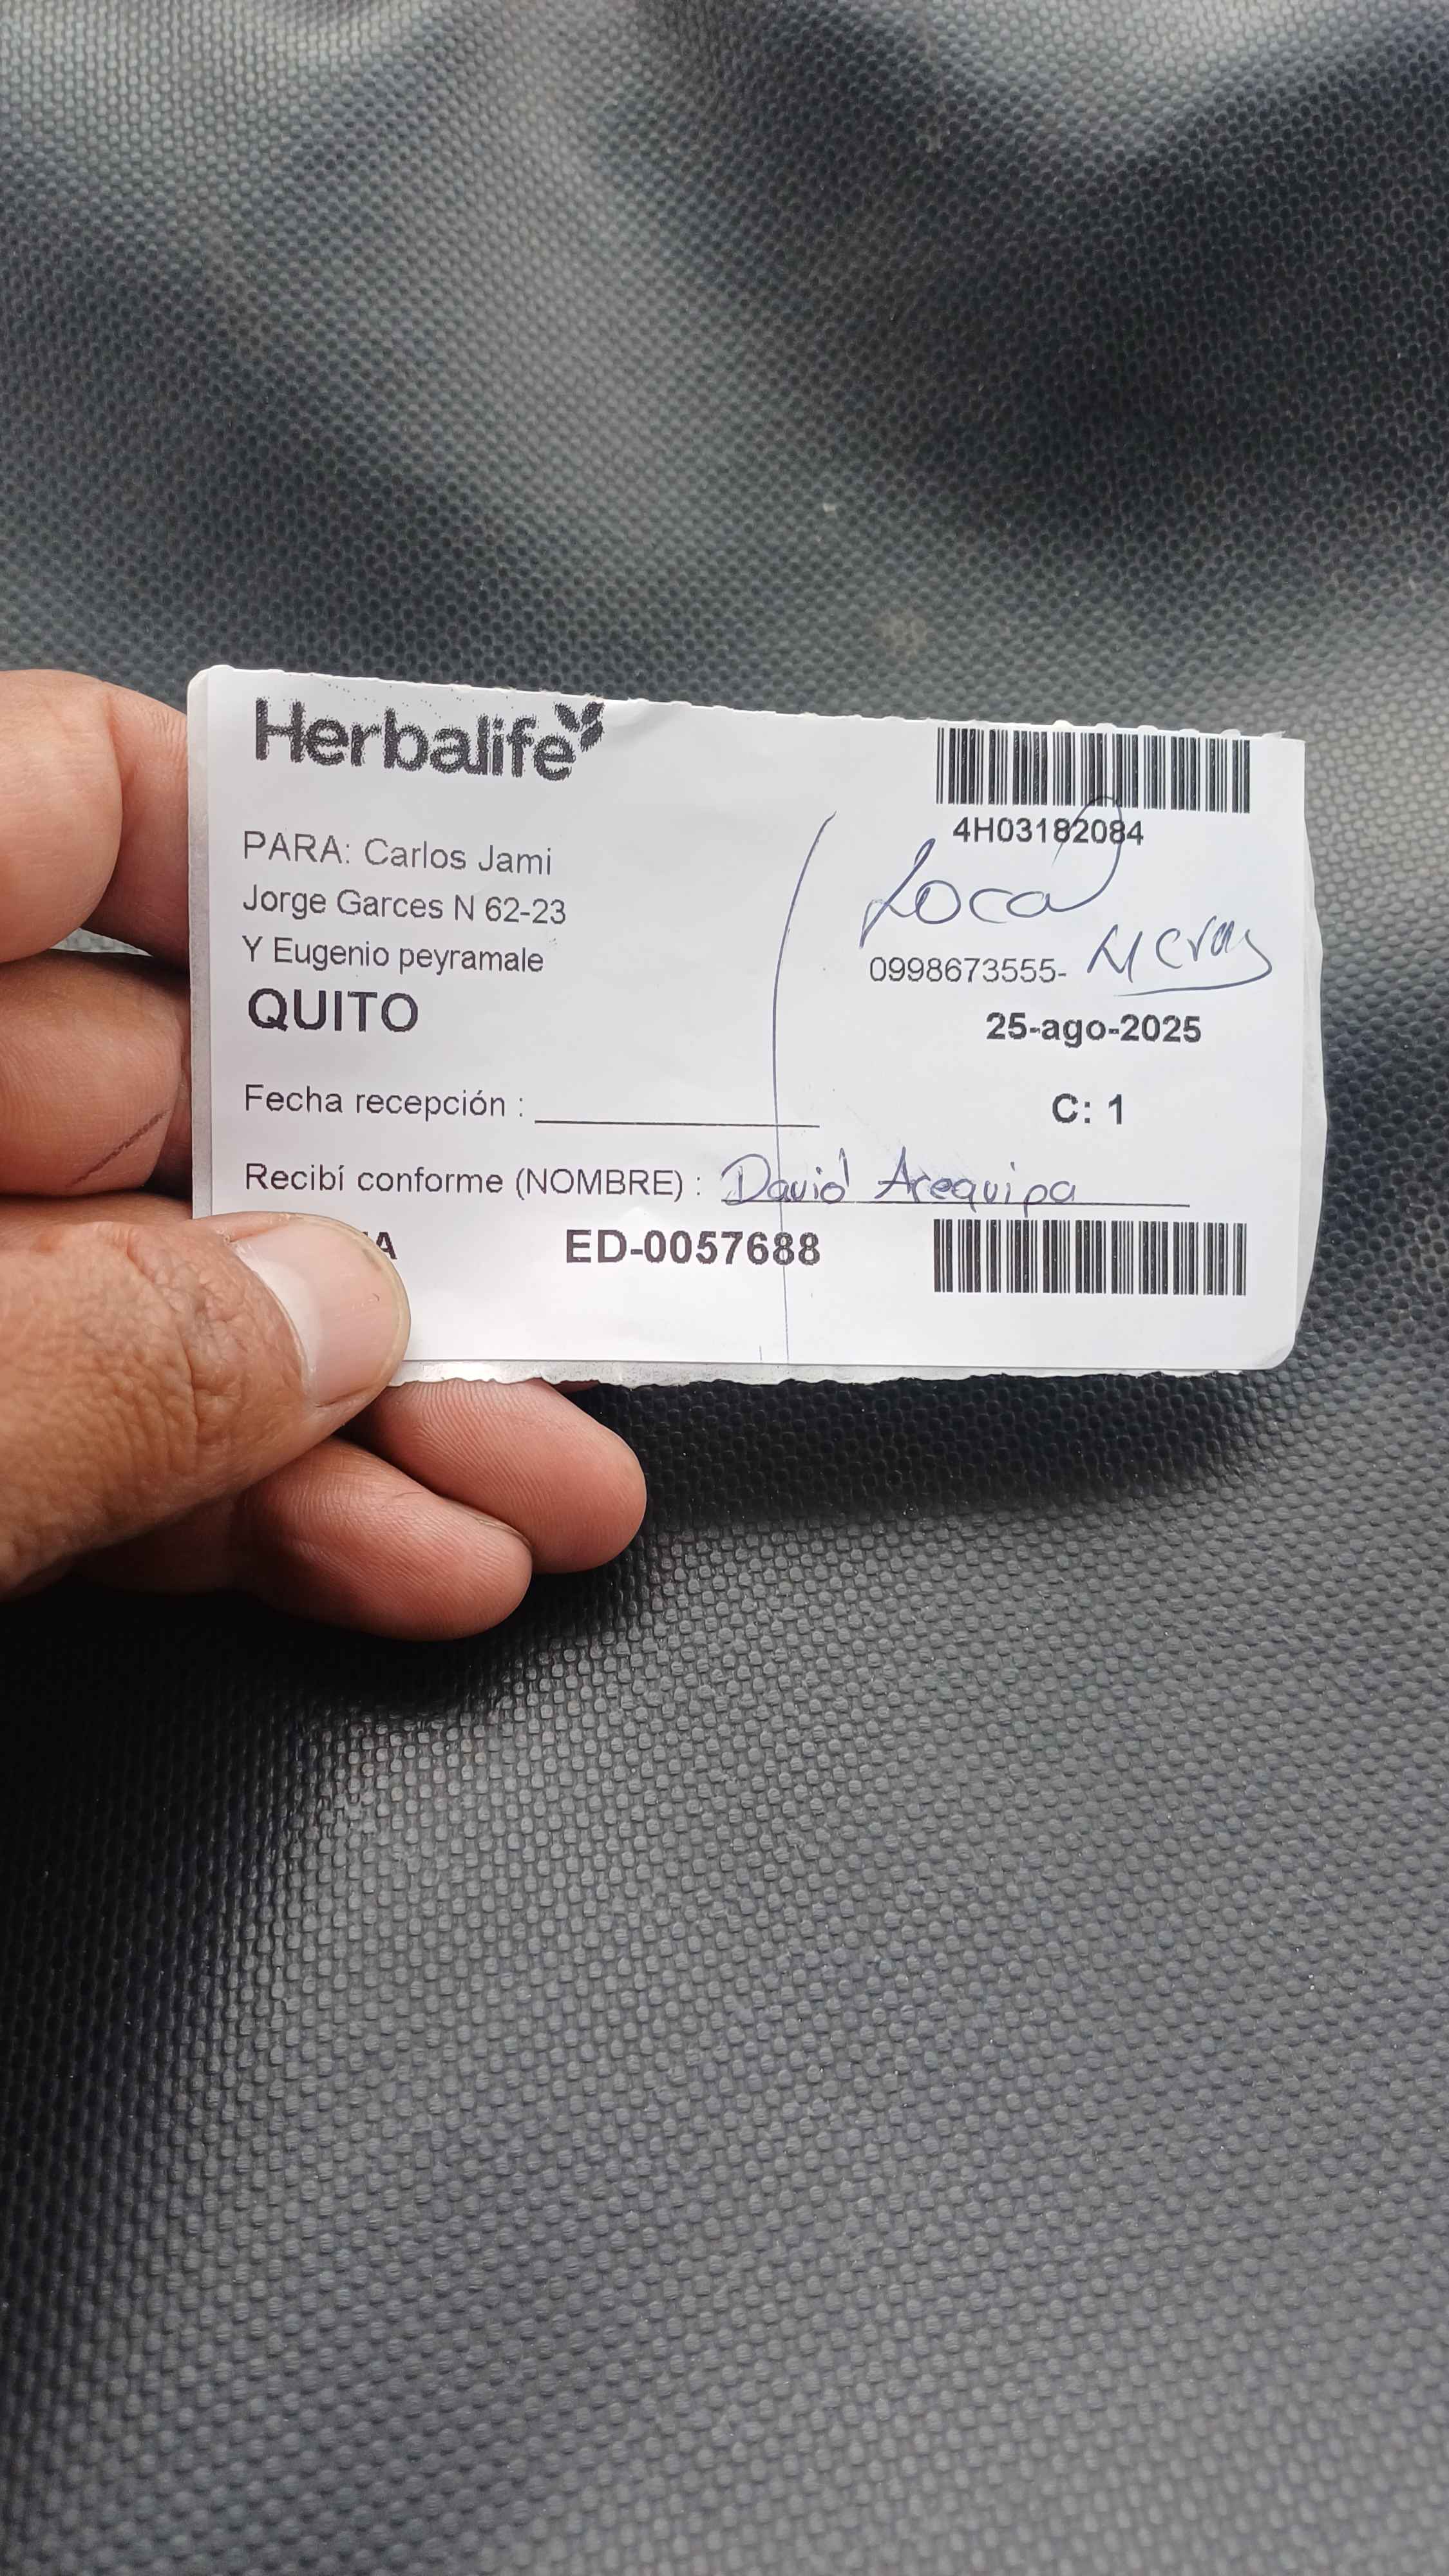 Herbalife
4H03182084
PARA: Carlos Jami
Jorge Garces N 62-23
Y Eugenio peyramale
QUITO
Loca
0998673555-
25-ago-2025
C: 1
Fecha recepción :
Recibí conforme (NOMBRE) : David Arequipa
ED-0057688